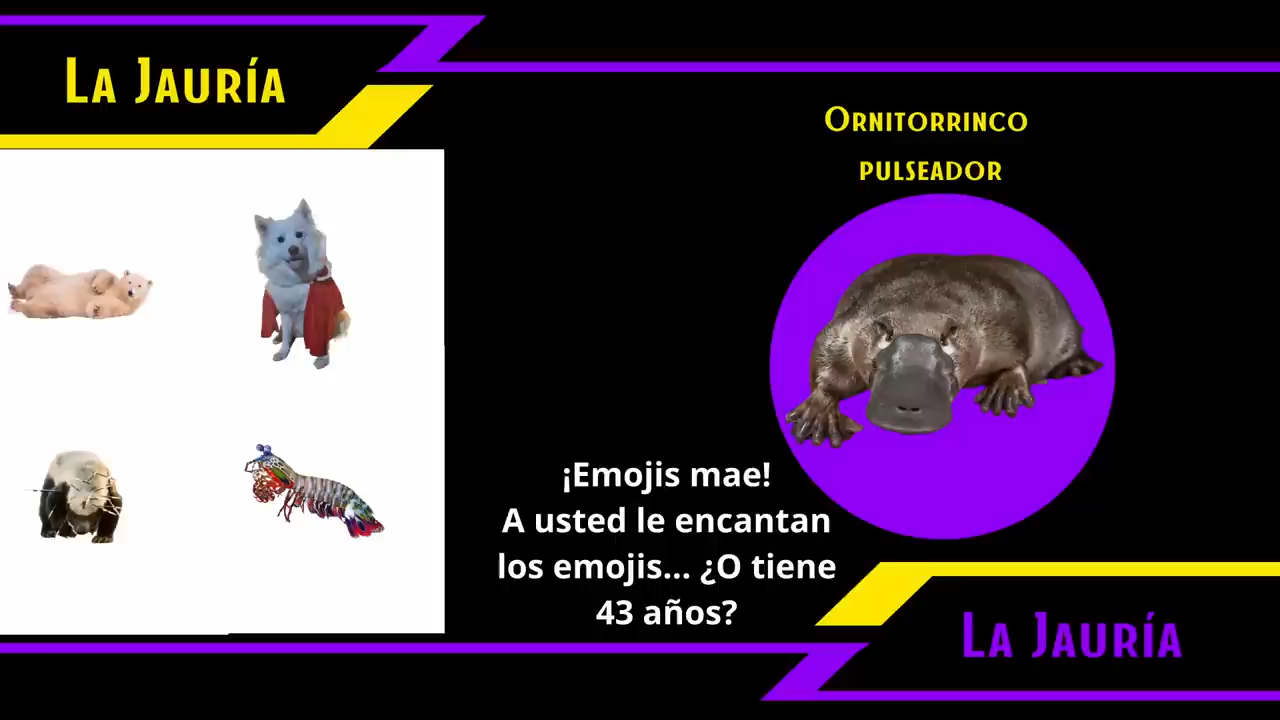 La Jauría
Ornitorrinco
pulseador
¡Emojis mae!
A usted le encantan
los emojis... ¿O tiene
43 años?
La Jauría